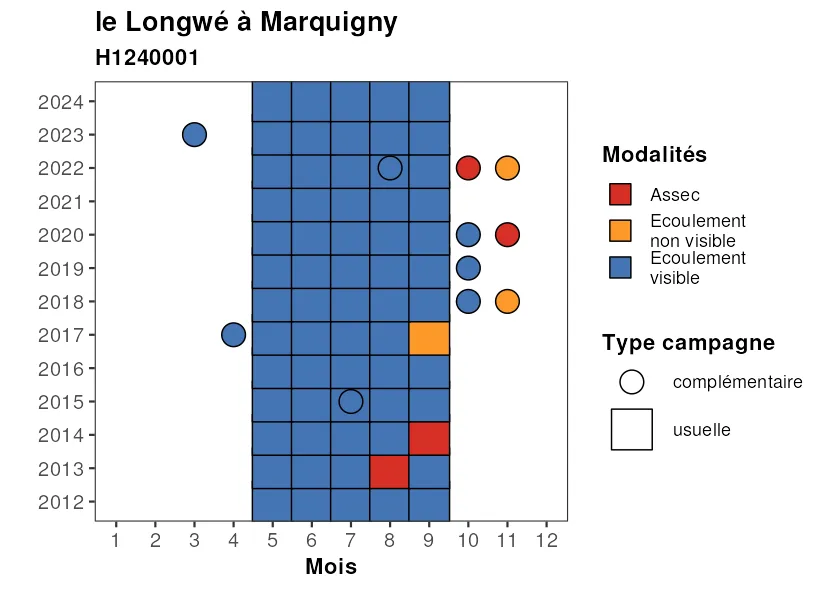 le Longwé à Marquigny
H1240001
2024
2023
2022
2021
2020
2019
2018
2017
2016
2015
2014
2013
2012
1 2 3 4 5 6 7 8 9 10 11 12
Mois
Modalités
Assec
Ecoulement
non visible
Ecoulement
visible
Type campagne
complémentaire
usuelle